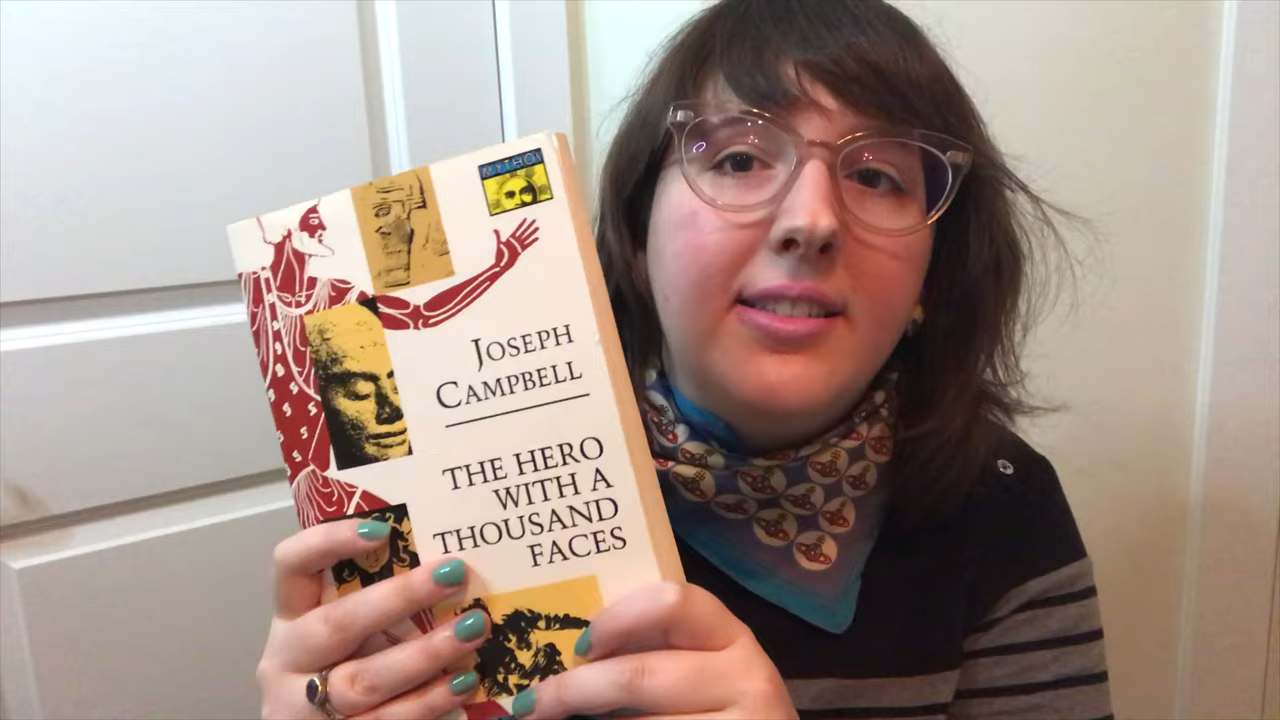 MYTHOS
JOSEPH
CAMPBELL
THE HERO
WITH A
THOUSAND
FACES